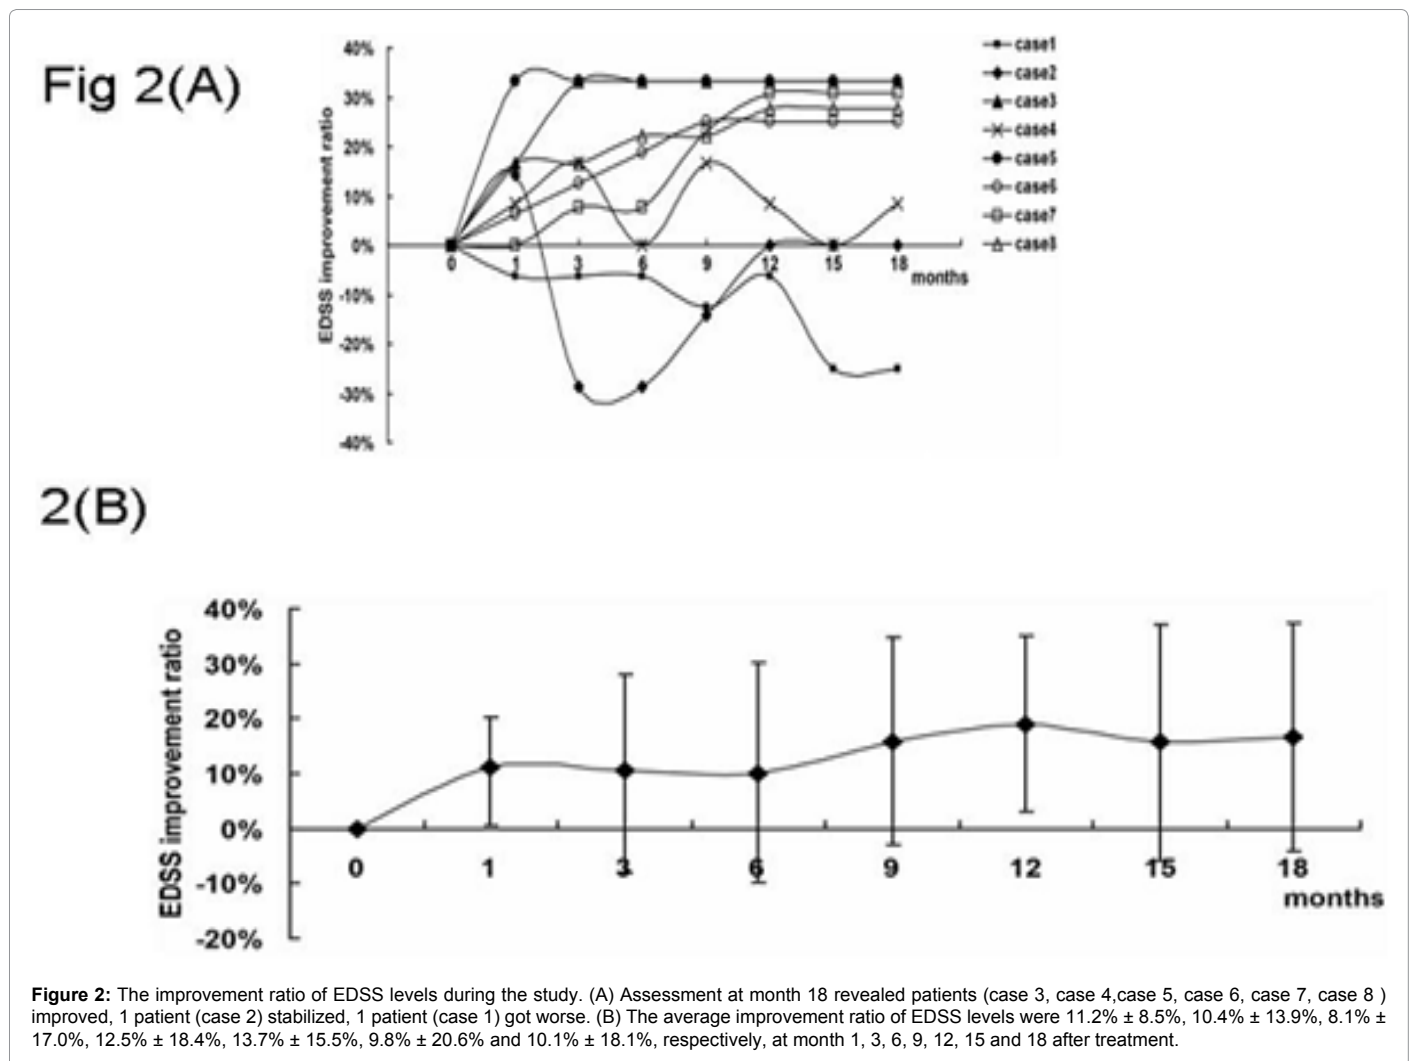 Fig 2(A)
EDSS improvement ratio
40%
30%
20%
10%
0%
-10%
-20%
-30%
-40%
0 1 3 6 9 12 15 18
months
case1
case2
case3
case4
case5
case6
case7
case8
2(B)
EDSS improvement ratio
40%
30%
20%
10%
0%
-10%
-20%
0 1 3 6 9 12 15 18
months
Figure 2: The improvement ratio of EDSS levels during the study. (A) Assessment at month 18 revealed patients (case 3, case 4,case 5, case 6, case 7, case 8 )
improved, 1 patient (case 2) stabilized, 1 patient (case 1) got worse. (B) The average improvement ratio of EDSS levels were 11.2% ± 8.5%, 10.4% ± 13.9%, 8.1% ±
17.0%, 12.5% ± 18.4%, 13.7% ± 15.5%, 9.8% ± 20.6% and 10.1% ± 18.1%, respectively, at month 1, 3, 6, 9, 12, 15 and 18 after treatment.